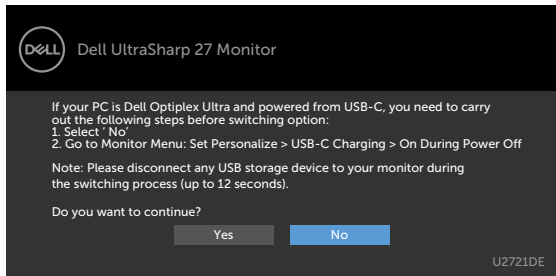 DELL Dell UltraSharp 27 Monitor
If your PC is Dell Optiplex Ultra and powered from USB-C, you need to carry
out the following steps before switching option:
1. Select ' No'
2. Go to Monitor Menu: Set Personalize > USB-C Charging > On During Power Off
Note: Please disconnect any USB storage device to your monitor during
the switching process (up to 12 seconds).
Do you want to continue?
Yes No
U2721DE